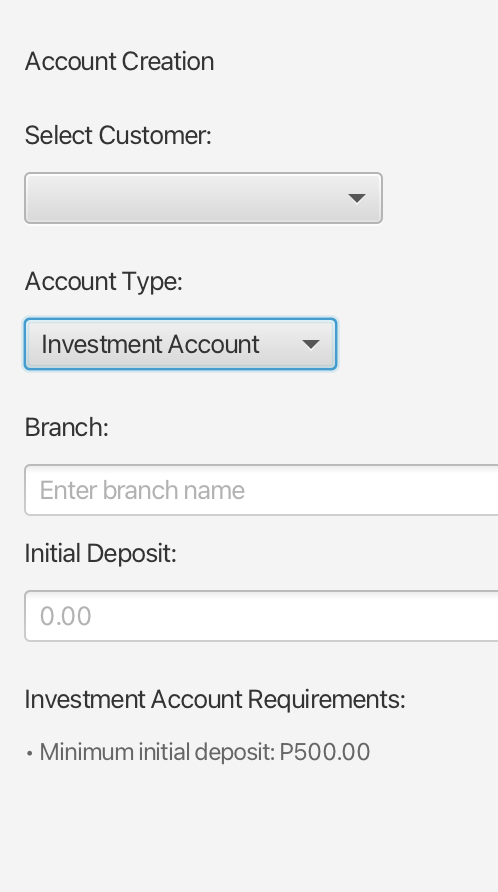 Account Creation
Select Customer:
Account Type:
Investment Account
Branch:
Enter branch name
Initial Deposit:
0.00
Investment Account Requirements:
• Minimum initial deposit: P500.00